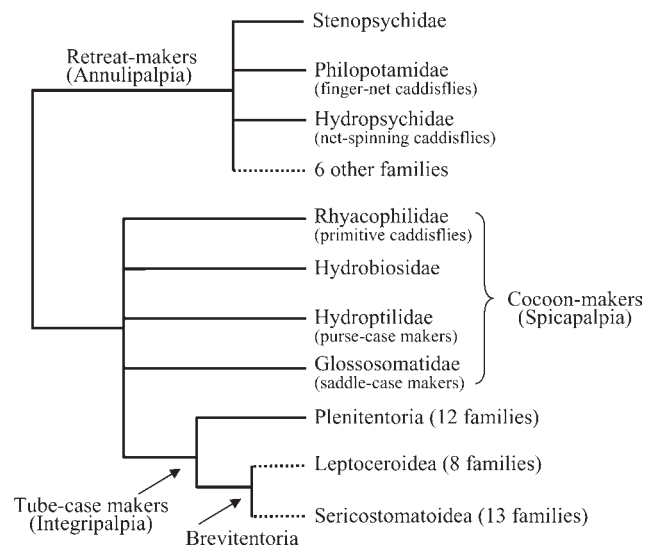 Stenopsychidae
Retreat-makers
(Annulipalpia)
Philopotamidae
(finger-net caddisflies)
Hydropsychidae
(net-spinning caddisflies)
6 other families
Rhyacophilidae
(primitive caddisflies)
Hydrobiosidae
Cocoon-makers
(Spicapalpia)
Hydroptilidae
(purse-case makers)
Glossosomatidae
(saddle-case makers)
Plenitentoria (12 families)
Leptoceroidea (8 families)
Tube-case makers
(Integripalpia)
Sericostomatoidea (13 families)
Brevitentoria